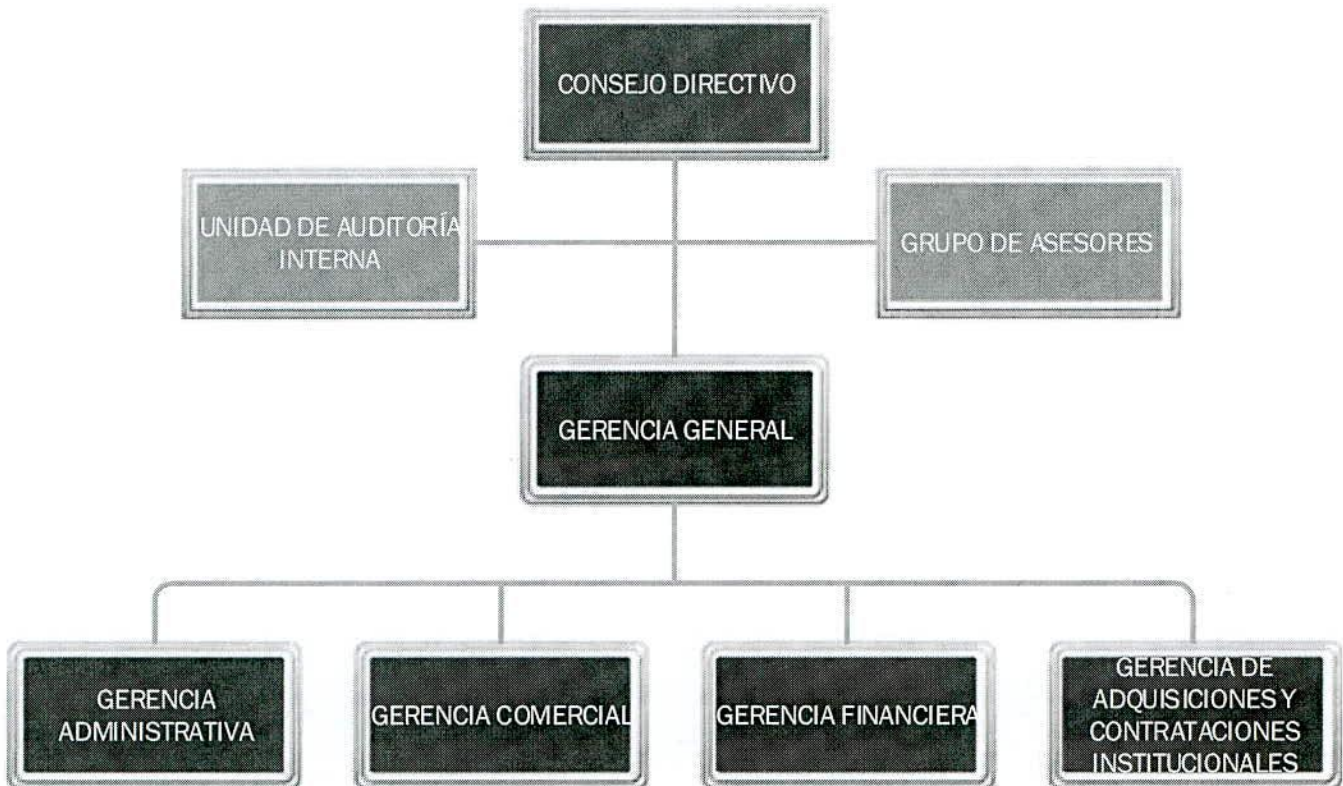 CONSEJO DIRECTIVO
UNIDAD DE AUDITORÍA
INTERNA
GRUPO DE ASESORES
GERENCIA GENERAL
GERENCIA
ADMINISTRATIVA
GERENCIA COMERCIAL
GERENCIA FINANCIERA
GERENCIA DE
ADQUISICIONES Y
CONTRATACIONES
INSTITUCIONALES